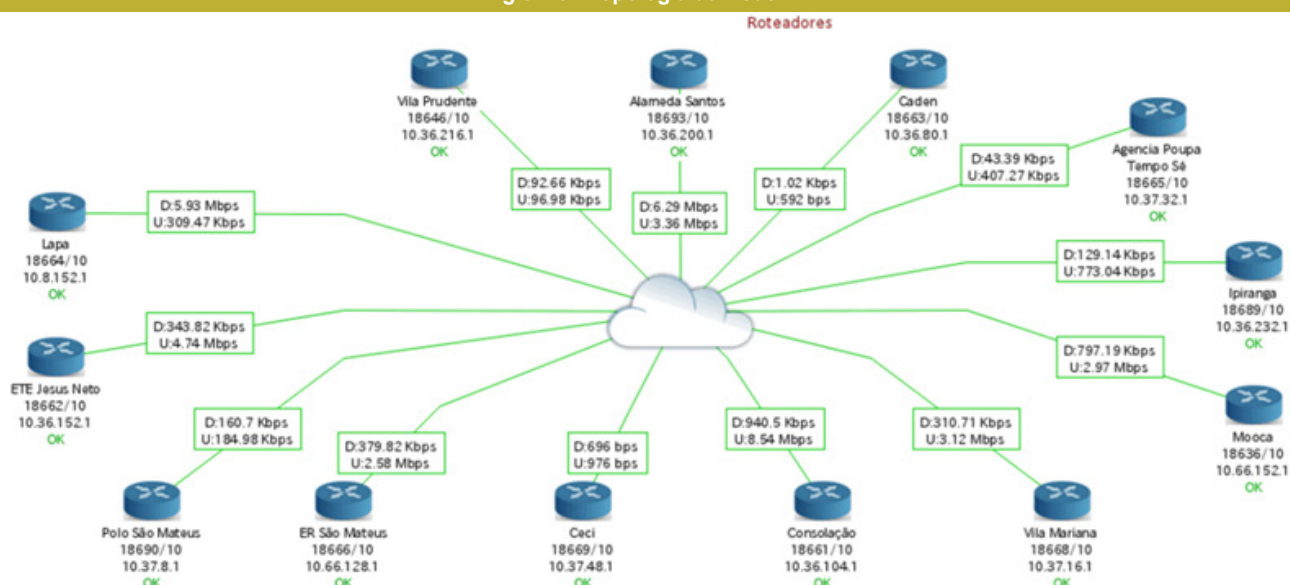 Roteadores
Vila Prudente
18646/10
10.36.216.1
OK
Alameda Santos
18693/10
10.36.200.1
OK
Caden
18663/10
10.36.80.1
OK
Agencia Poupa
Tempo Sé
18665/10
10.37.32.1
OK
D:92.66 Kbps
U:96.98 Kbps
D:6.29 Mbps
U:3.36 Mbps
D:1.02 Kbps
U:592 bps
D:43.39 Kbps
U:407.27 Kbps
D:5.93 Mbps
U:309.47 Kbps
Lapa
18664/10
10.8.152.1
OK
D:129.14 Kbps
U:773.04 Kbps
Ipiranga
18689/10
10.36.232.1
OK
D:343.82 Kbps
U:4.74 Mbps
ETE Jesus Neto
18662/10
10.36.152.1
OK
D:797.19 Kbps
U:2.97 Mbps
Mooca
18636/10
10.66.152.1
OK
D:160.7 Kbps
U:184.98 Kbps
D:379.82 Kbps
U:2.58 Mbps
D:696 bps
U:976 bps
D:940.5 Kbps
U:8.54 Mbps
D:310.71 Kbps
U:3.12 Mbps
Polo São Mateus
18690/10
10.37.8.1
OK
ER São Mateus
18666/10
10.66.128.1
OK
Ceci
18669/10
10.37.48.1
OK
Consolação
18661/10
10.36.104.1
OK
Vila Mariana
18668/10
10.37.16.1
OK